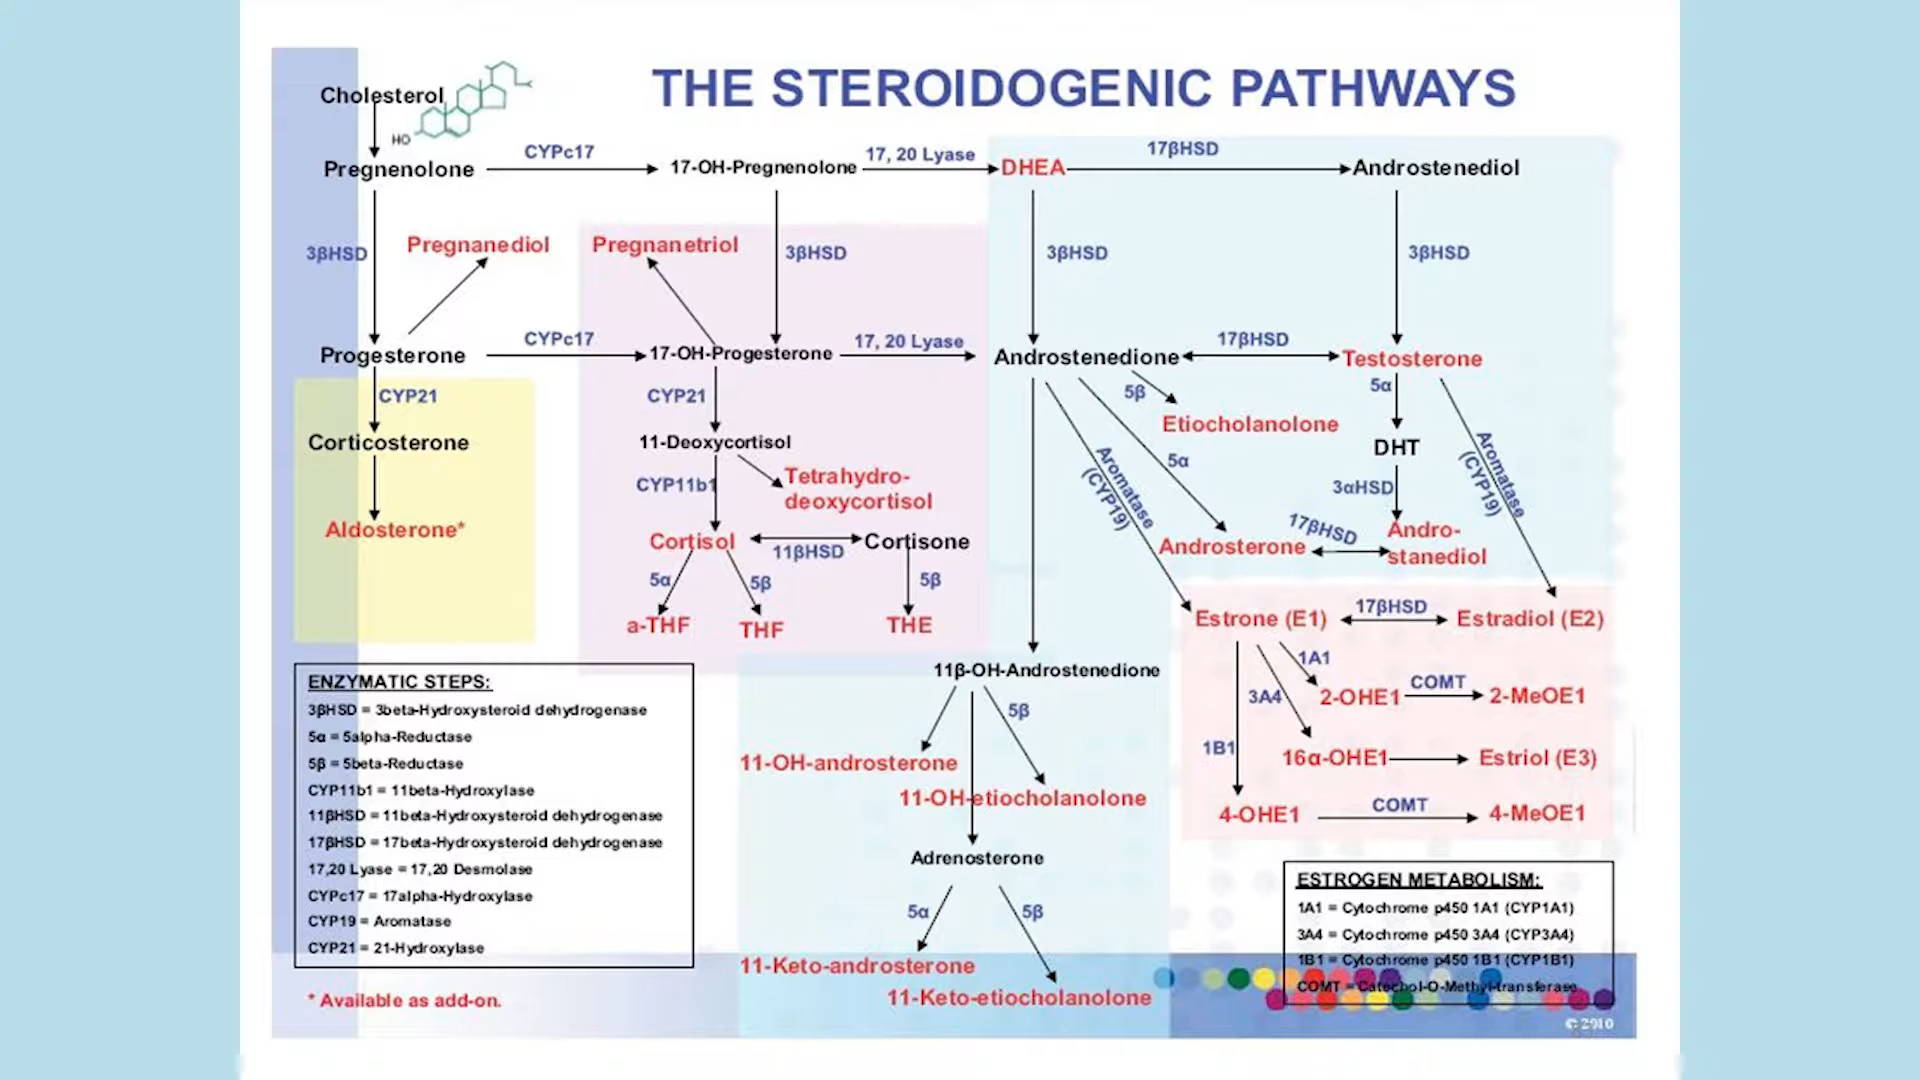 THE STEROIDOGENIC PATHWAYS
Cholesterol
HO
Pregnenolone
CYPc17
17-OH-Pregnenolone
17, 20 Lyase
DHEA
17βHSD
Androstenediol
3βHSD
Pregnanediol
Pregnanetriol
3βHSD
3βHSD
3βHSD
Progesterone
CYPc17
17-OH-Progesterone
17, 20 Lyase
Androstenedione
17βHSD
Testosterone
CYP21
CYP21
5β
5α
Corticosterone
11-Deoxycortisol
Etiocholanolone
DHT
Aromatase
(CYP19)
5α
Aromatase
(CYP19)
CYP11b1
Tetrahydro-
deoxycortisol
3αHSD
Aldosterone*
Cortisol
11βHSD
Cortisone
Androsterone
17βHSD
Andro-
stanediol
5α
5β
5β
a-THF
THF
THE
Estrone (E1)
17βHSD
Estradiol (E2)
11β-OH-Androstenedione
1A1
3A4
2-OHE1
COMT
2-MeOE1
5β
1B1
16α-OHE1
Estriol (E3)
11-OH-androsterone
11-OH-etiocholanolone
4-OHE1
COMT
4-MeOE1
Adrenosterone
5α
5β
11-Keto-androsterone
11-Keto-etiocholanolone
ENZYMATIC STEPS:
3βHSD = 3beta-Hydroxysteroid dehydrogenase
5α = 5alpha-Reductase
5β = 5beta-Reductase
CYP11b1 = 11beta-Hydroxylase
11βHSD = 11beta-Hydroxysteroid dehydrogenase
17βHSD = 17beta-Hydroxysteroid dehydrogenase
17,20 Lyase = 17,20 Desmolase
CYPc17 = 17alpha-Hydroxylase
CYP19 = Aromatase
CYP21 = 21-Hydroxylase
* Available as add-on.
ESTROGEN METABOLISM:
1A1 = Cytochrome p450 1A1 (CYP1A1)
3A4 = Cytochrome p450 3A4 (CYP3A4)
1B1 = Cytochrome p450 1B1 (CYP1B1)
COMT = Catechol-O-Methyl-transferase
© 2010